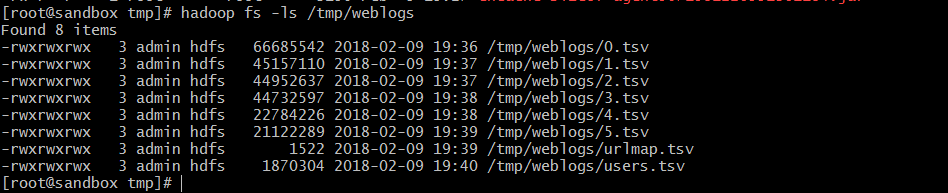 [root@sandbox tmp]# hadoop fs -ls /tmp/weblogs
Found 8 items
-rwxrwxrwx   3 admin hdfs   66685542 2018-02-09 19:36 /tmp/weblogs/0.tsv
-rwxrwxrwx   3 admin hdfs   45157110 2018-02-09 19:37 /tmp/weblogs/1.tsv
-rwxrwxrwx   3 admin hdfs   44952637 2018-02-09 19:37 /tmp/weblogs/2.tsv
-rwxrwxrwx   3 admin hdfs   44732597 2018-02-09 19:38 /tmp/weblogs/3.tsv
-rwxrwxrwx   3 admin hdfs   22784226 2018-02-09 19:38 /tmp/weblogs/4.tsv
-rwxrwxrwx   3 admin hdfs   21122289 2018-02-09 19:39 /tmp/weblogs/5.tsv
-rwxrwxrwx   3 admin hdfs       1522 2018-02-09 19:39 /tmp/weblogs/urlmap.tsv
-rwxrwxrwx   3 admin hdfs    1870304 2018-02-09 19:40 /tmp/weblogs/users.tsv
[root@sandbox tmp]#